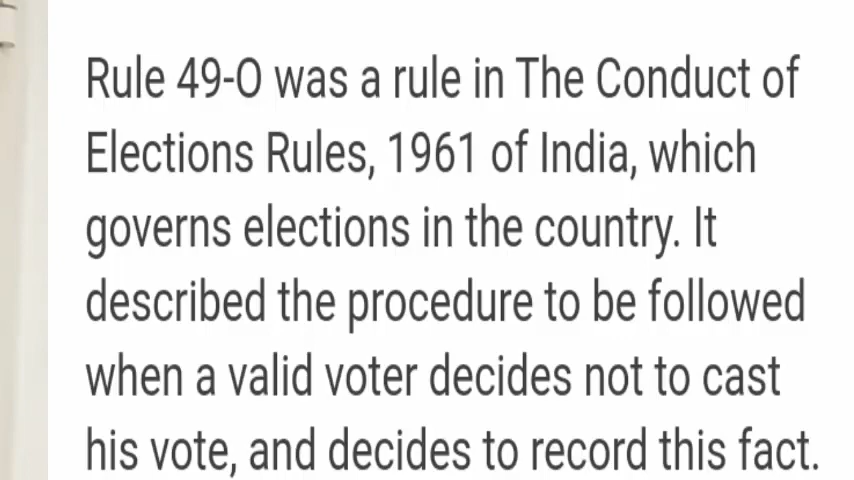 Rule 49-O was a rule in The Conduct of
Elections Rules, 1961 of India, which
governs elections in the country. It
described the procedure to be followed
when a valid voter decides not to cast
his vote, and decides to record this fact.